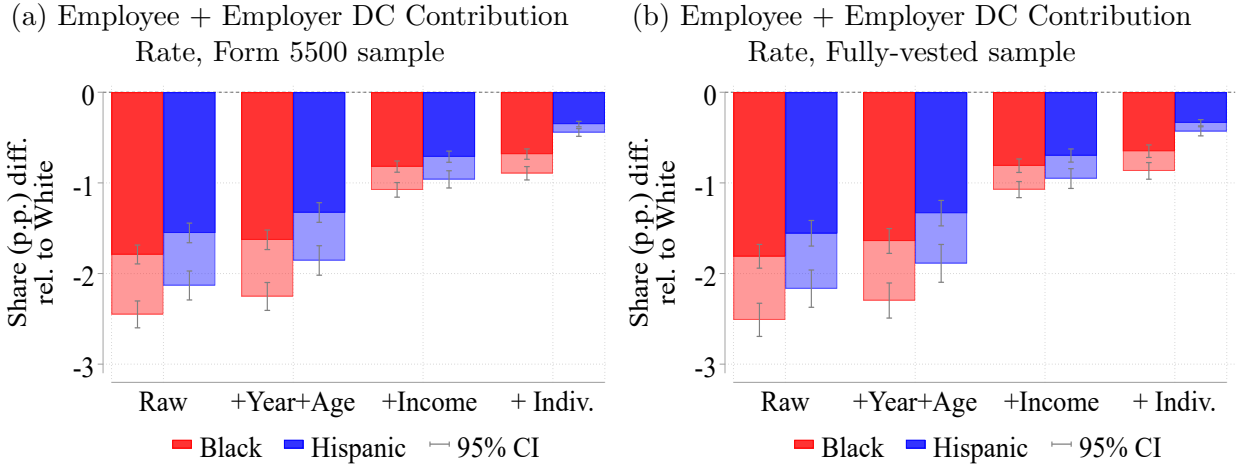 (a) Employee + Employer DC Contribution
Rate, Form 5500 sample
Share (p.p.) diff.
rel. to White
0
-1
-2
-3
Raw
+Year+Age
+Income
+ Indiv.
Black
Hispanic
95% CI
(b) Employee + Employer DC Contribution
Rate, Fully-vested sample
Share (p.p.) diff.
rel. to White
0
-1
-2
-3
Raw
+Year+Age
+Income
+ Indiv.
Black
Hispanic
95% CI